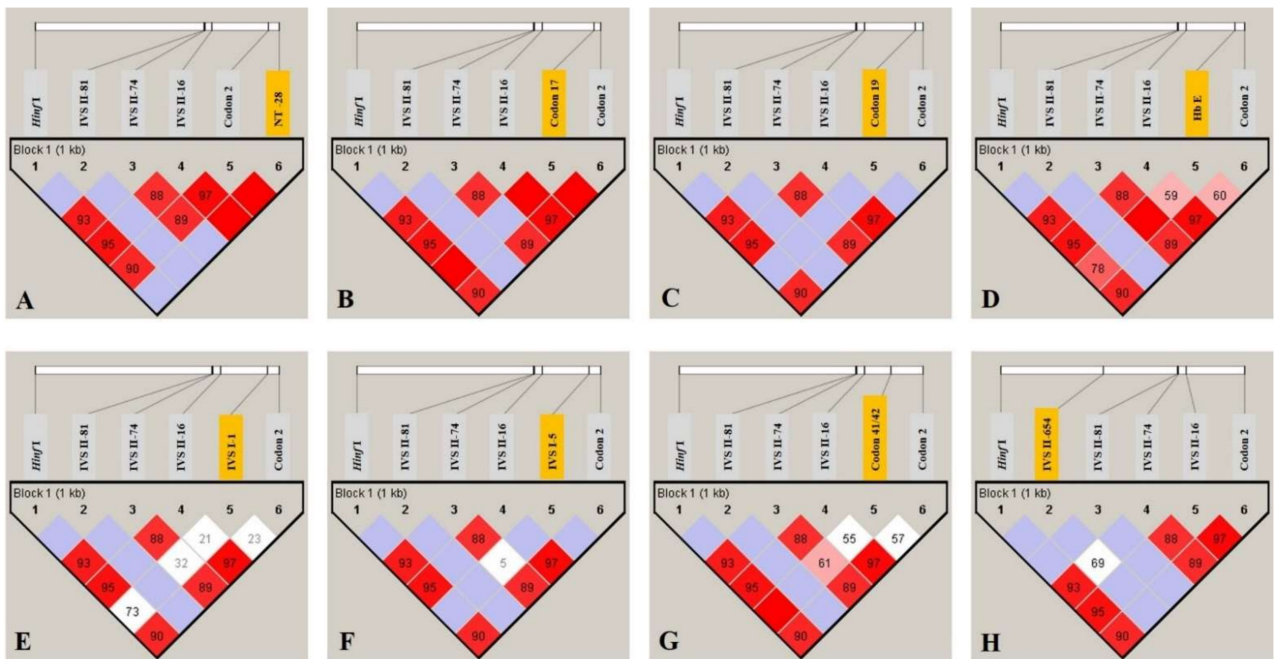 Hinf I IVS II-81 IVS II-74 IVS II-16 Codon 2 NT -28
Block 1 (1 kb)
1 2 3 4 5 6
88 97
93 89
95
90
A
Hinf I IVS II-81 IVS II-74 IVS II-16 Codon 17 Codon 2
Block 1 (1 kb)
1 2 3 4 5 6
88
93 97
95 89
90
B
Hinf I IVS II-81 IVS II-74 IVS II-16 Codon 19 Codon 2
Block 1 (1 kb)
1 2 3 4 5 6
88
93 97
95 89
90
C
Hinf I IVS II-81 IVS II-74 IVS II-16 Hb E Codon 2
Block 1 (1 kb)
1 2 3 4 5 6
88 59 60
93 97
95 89
78
90
D
Hinf I IVS II-81 IVS II-74 IVS II-16 IVS I-1 Codon 2
Block 1 (1 kb)
1 2 3 4 5 6
88 21 23
93 32 97
95 89
73
90
E
Hinf I IVS II-81 IVS II-74 IVS II-16 IVS I-5 Codon 2
Block 1 (1 kb)
1 2 3 4 5 6
88
93 5 97
95 89
90
F
Hinf I IVS II-81 IVS II-74 IVS II-16 Codon 41/42 Codon 2
Block 1 (1 kb)
1 2 3 4 5 6
88 55 57
93 61 97
95 89
90
G
Hinf I IVS II-654 IVS II-81 IVS II-74 IVS II-16 Codon 2
Block 1 (1 kb)
1 2 3 4 5 6
88 97
69 89
93
95
90
H